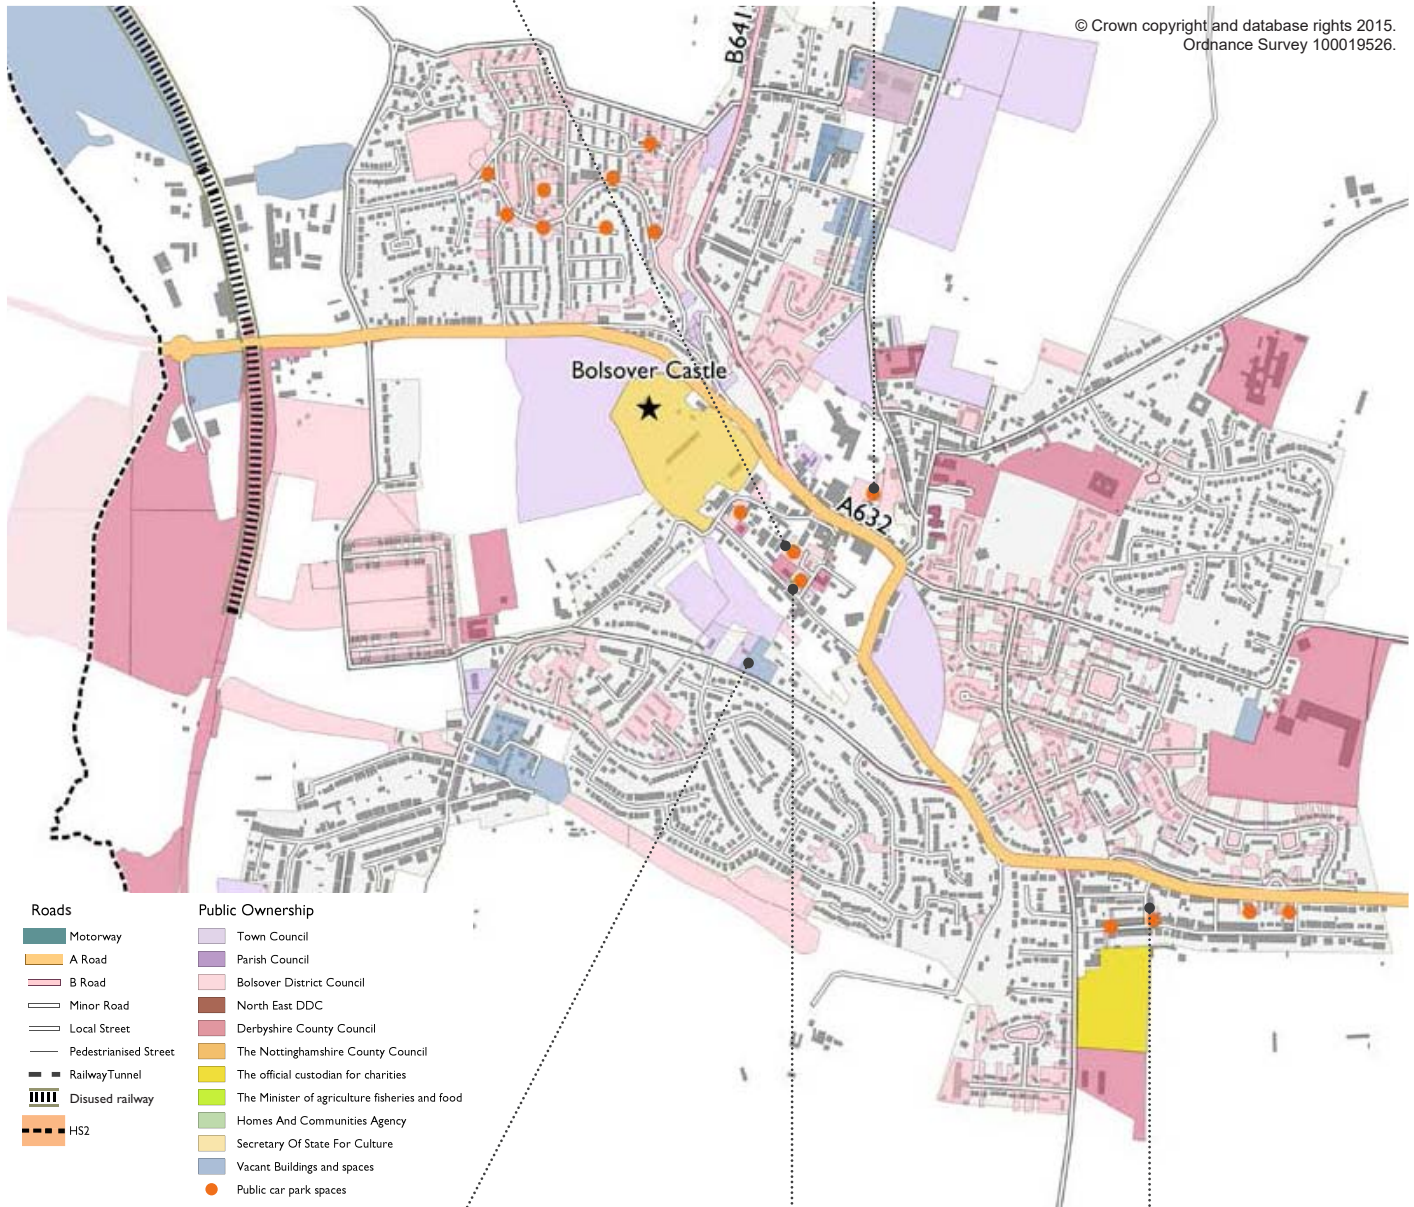 © Crown copyright and database rights 2015.
Ordnance Survey 100019526.
B641
Bolsover Castle
A632
Roads
Motorway
A Road
B Road
Minor Road
Local Street
Pedestrianised Street
RailwayTunnel
Disused railway
HS2
Public Ownership
Town Council
Parish Council
Bolsover District Council
North East DDC
Derbyshire County Council
The Nottinghamshire County Council
The official custodian for charities
The Minister of agriculture fisheries and food
Homes And Communities Agency
Secretary Of State For Culture
Vacant Buildings and spaces
Public car park spaces